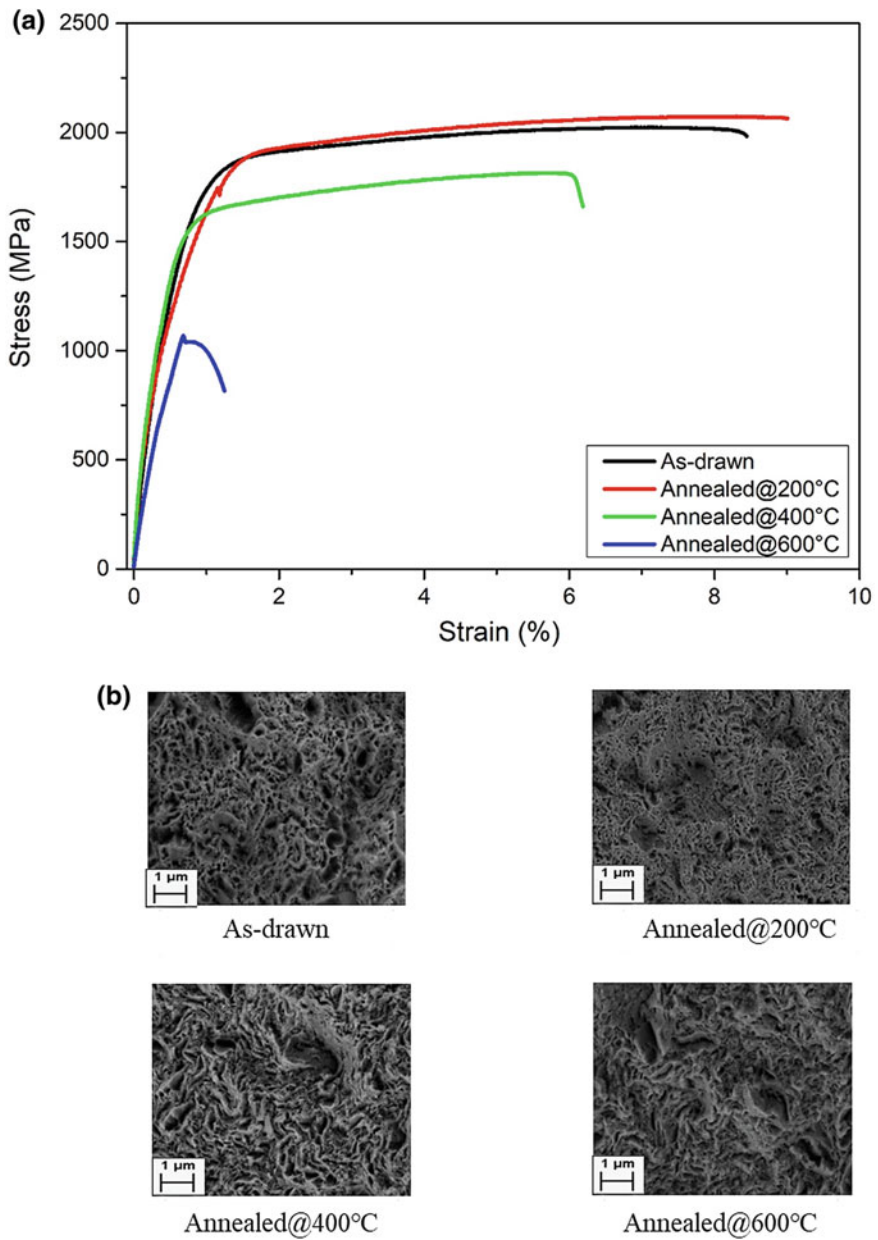 (a)
2500
2000
1500
1000
500
0
Stress (MPa)
0 2 4 6 8 10
Strain (%)
As-drawn
Annealed@200°C
Annealed@400°C
Annealed@600°C
(b)
1 µm
1 µm
As-drawn
Annealed@200°C
1 µm
1 µm
Annealed@400°C
Annealed@600°C